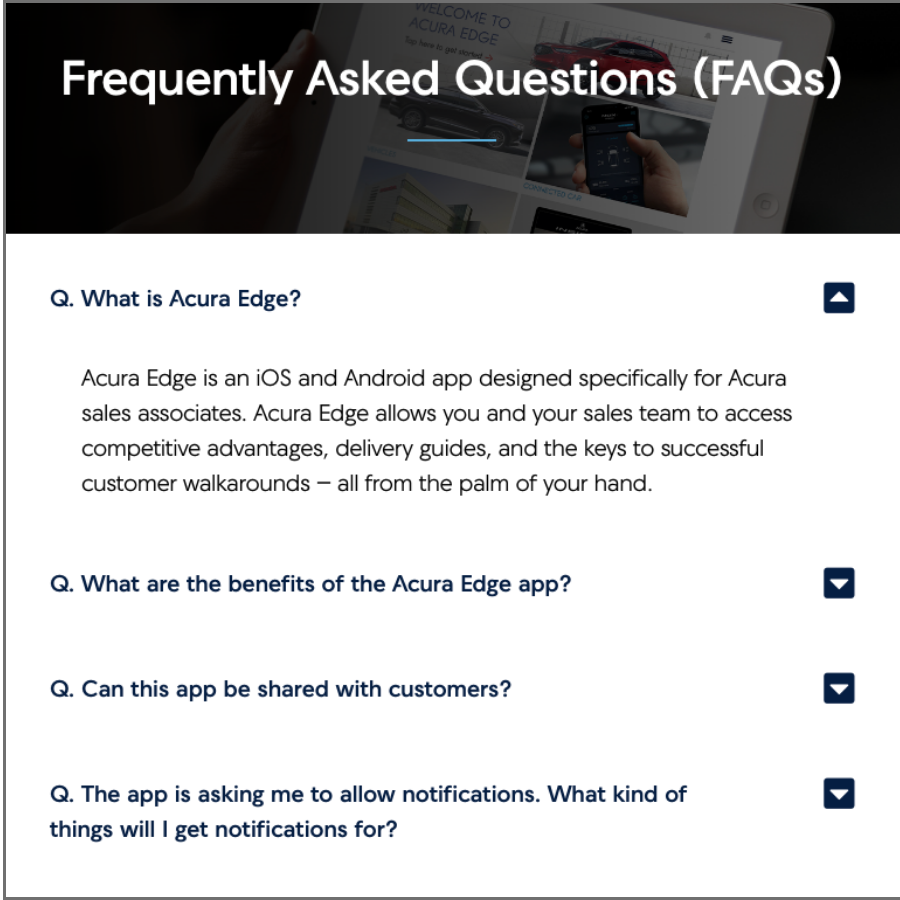 WELCOME TO
ACURA EDGE
Tap here to get started
Frequently Asked Questions (FAQs)
CONNECTED CAR
Q. What is Acura Edge?
Acura Edge is an iOS and Android app designed specifically for Acura
sales associates. Acura Edge allows you and your sales team to access
competitive advantages, delivery guides, and the keys to successful
customer walkarounds – all from the palm of your hand.
Q. What are the benefits of the Acura Edge app?
Q. Can this app be shared with customers?
Q. The app is asking me to allow notifications. What kind of
things will I get notifications for?